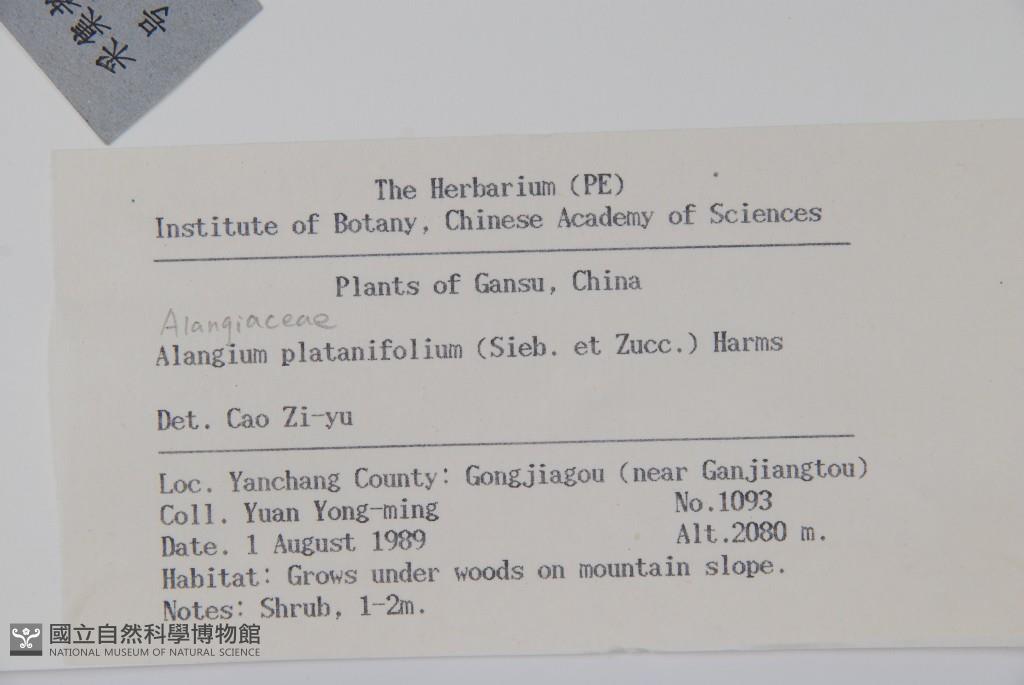 The Herbarium (PE)
Institute of Botany, Chinese Academy of Sciences
Plants of Gansu, China
Alangiaceae
Alangium platanifolium (Sieb. et Zucc.) Harms
Det. Cao Zi-yu
Loc. Yanchang County: Gongjiagou (near Ganjiangtou)
Coll. Yuan Yong-ming No.1093
Date. 1 August 1989 Alt.2080 m.
Habitat: Grows under woods on mountain slope.
Notes: Shrub, 1-2m.
國立自然科學博物館
NATIONAL MUSEUM OF NATURAL SCIENCE